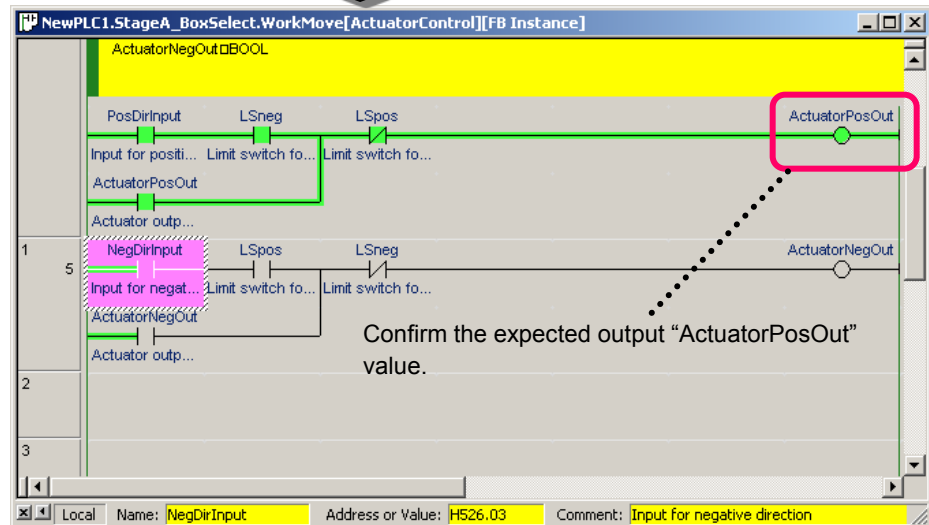 NewPLC1.StageA_BoxSelect.WorkMove[ActuatorControl][FB Instance]
ActuatorNegOut□BOOL
PosDirInput LSneg LSpos ActuatorPosOut
Input for positi... Limit switch fo... Limit switch fo...
ActuatorPosOut
Actuator outp...
1 NegDirInput LSpos LSneg ActuatorNegOut
5
Input for negat... Limit switch fo... Limit switch fo...
ActuatorNegOut
Actuator outp...
Confirm the expected output “ActuatorPosOut”
value.
2
3
Local Name: NegDirInput Address or Value: H526.03 Comment: Input for negative direction